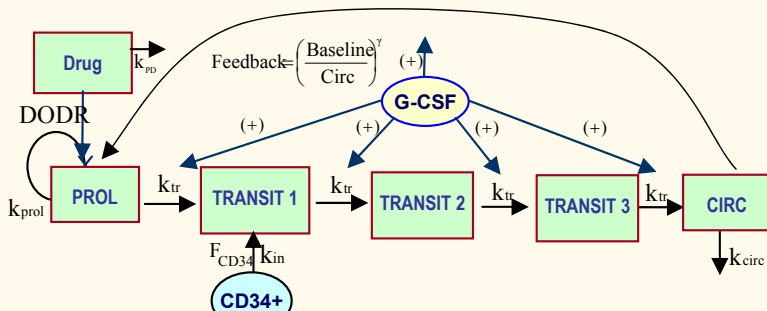 Drug
k PD
Feedback=(Baseline/Circ)^γ
(+)
G-CSF
DODR
(+)
(+)
(+)
(+)
kprol
PROL
ktr
TRANSIT 1
ktr
TRANSIT 2
ktr
TRANSIT 3
ktr
CIRC
FCD34
kin
kcirc
CD34+